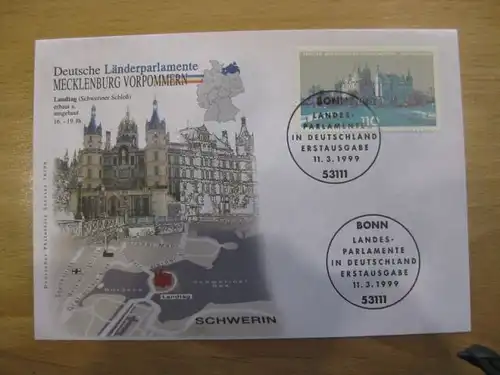 Deutsche Länderparlamente
MECKLENBURG VORPOMMERN
Landtag (Schweriner Schloß)
erbaut u.
umgebaut
16. - 19. Jh.
110
BONN
LANDES-
PARLAMENTE
IN DEUTSCHLAND
ERSTAUSGABE
11.3.1999
53111
BONN
LANDES-
PARLAMENTE
IN DEUTSCHLAND
ERSTAUSGABE
11.3.1999
53111
Landtag
SCHWERIN